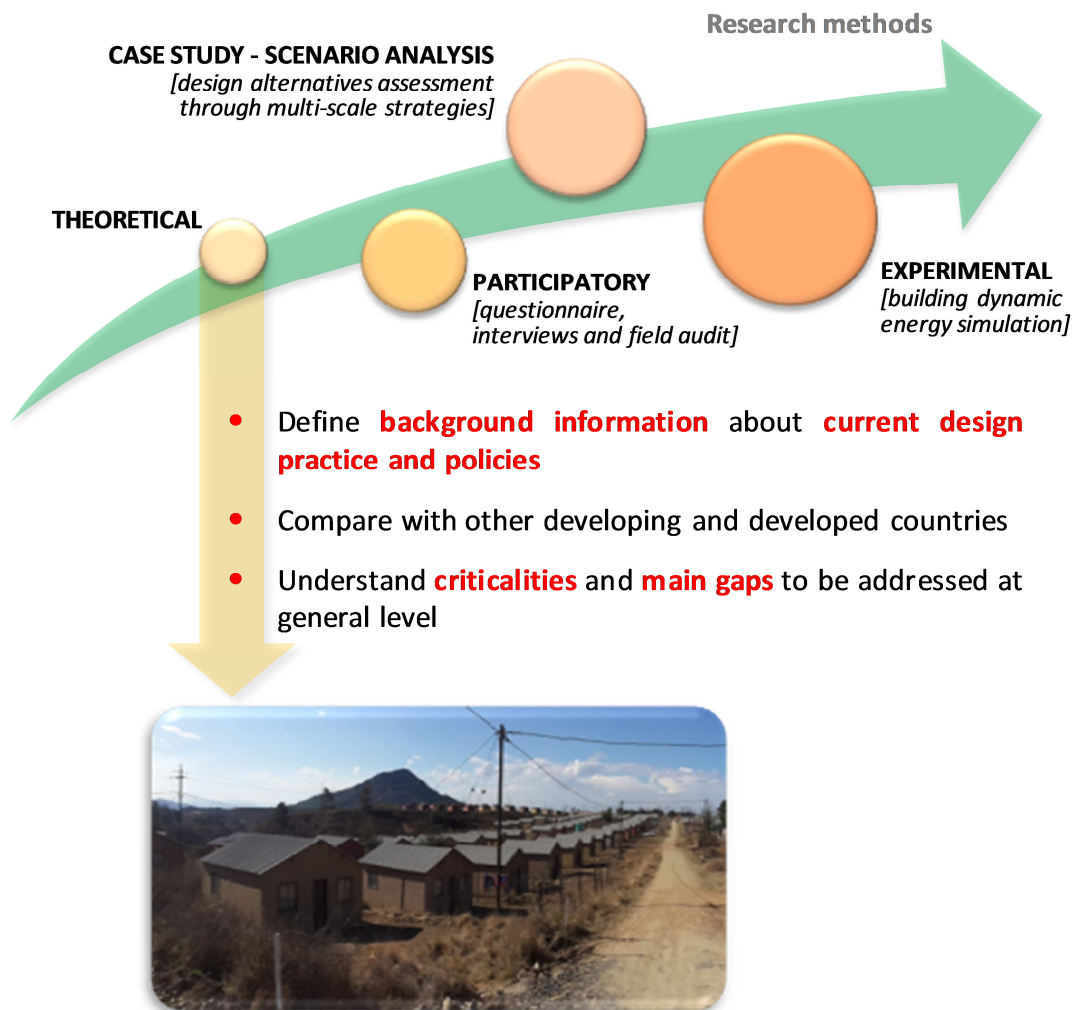 Research methods
CASE STUDY - SCENARIO ANALYSIS
[design alternatives assessment
through multi-scale strategies]
THEORETICAL
PARTICIPATORY
[questionnaire,
interviews and field audit]
EXPERIMENTAL
[building dynamic
energy simulation]
• Define background information about current design
practice and policies
• Compare with other developing and developed countries
• Understand criticalities and main gaps to be addressed at
general level